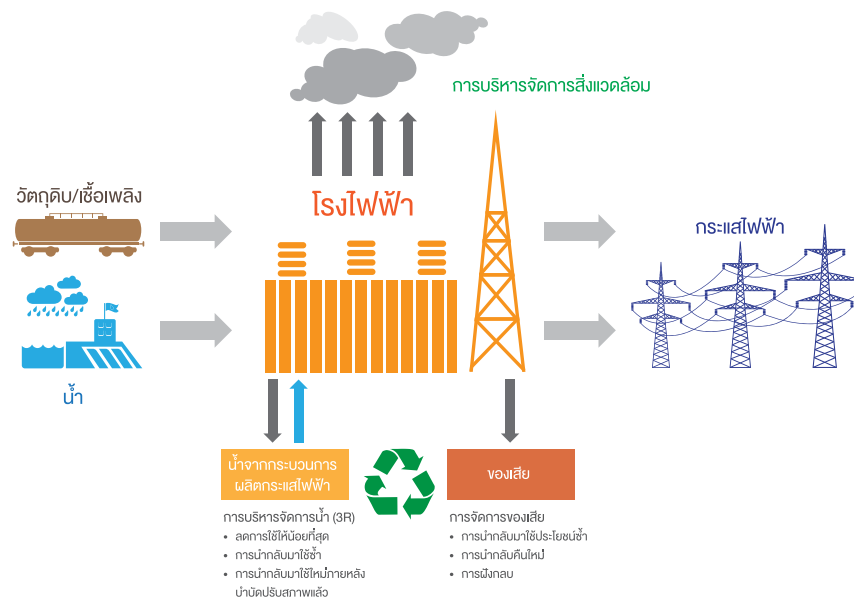 การบริหารจัดการสิ่งแวดล้อม
วัตถุดิบ/เชื้อเพลิง
โรงไฟฟ้า
กระแสไฟฟ้า
น้ำ
น้ำจากกระบวนการ
ผลิตกระแสไฟฟ้า
ของเสีย
การบริหารจัดการน้ำ (3R)
• ลดการใช้ให้น้อยที่สุด
• การนำกลับมาใช้ซ้ำ
• การนำกลับมาใช้ใหม่ภายหลัง
บำบัดปรับสภาพแล้ว
การจัดการของเสีย
• การนำกลับมาใช้ประโยชน์ซ้ำ
• การนำกลับคืนใหม่
• การฝังกลบ